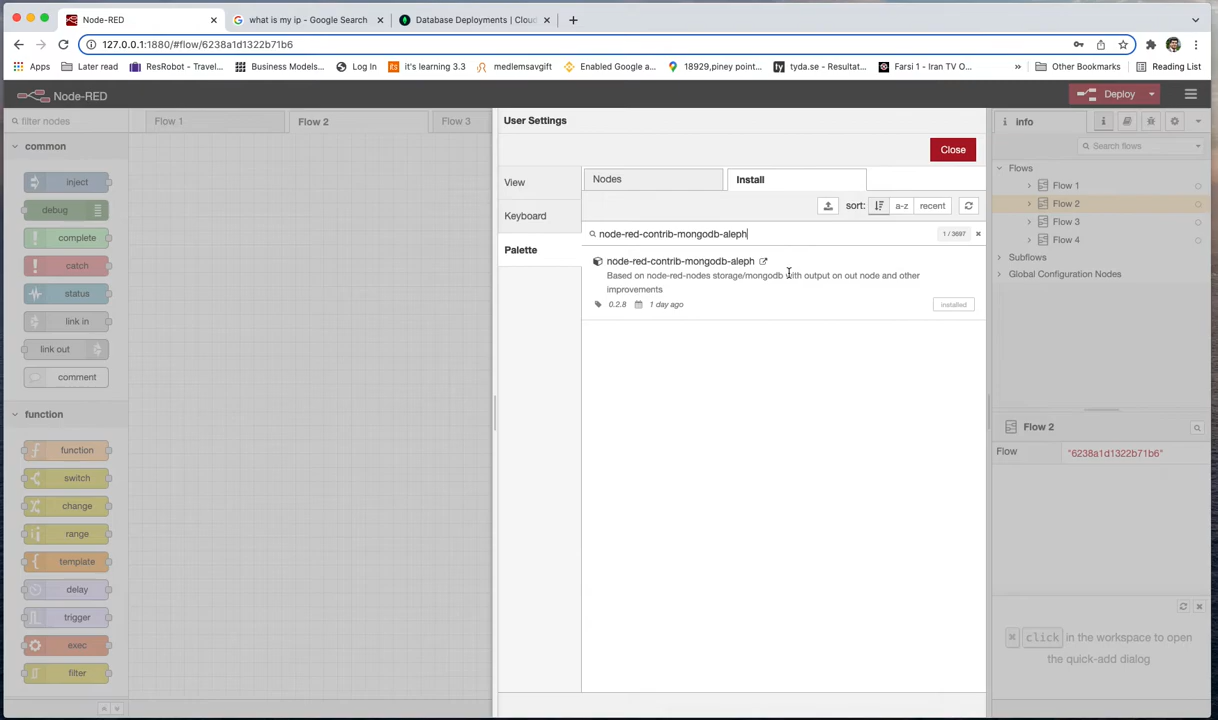 Node-RED
what is my ip - Google Search
Database Deployments | Cloud
127.0.0.1:1880/#flow/6238a1d1322b71b6
Apps
Later read
ResRobot - Travel...
Business Models...
Log In
it's learning 3.3
medlemsavgift
Enabled Google a...
18929,piney point...
tyda.se - Resultat...
Farsi 1 - Iran TV O...
»
Other Bookmarks
Reading List
Node-RED
Deploy
filter nodes
Flow 1
Flow 2
Flow 3
User Settings
info
Close
Search flows
common
View
Nodes
Install
Flows
inject
Flow 1
debug
Keyboard
sort:
a-z
recent
Flow 2
Flow 3
complete
Palette
node-red-contrib-mongodb-aleph
1 / 3697
Flow 4
catch
node-red-contrib-mongodb-aleph
Subflows
Based on node-red-nodes storage/mongodb with output on out node and other
improvements
Global Configuration Nodes
status
0.2.8
1 day ago
installed
link in
link out
comment
function
Flow 2
function
Flow
"6238a1d1322b71b6"
switch
change
range
template
delay
trigger
click in the workspace to open
the quick-add dialog
exec
filter